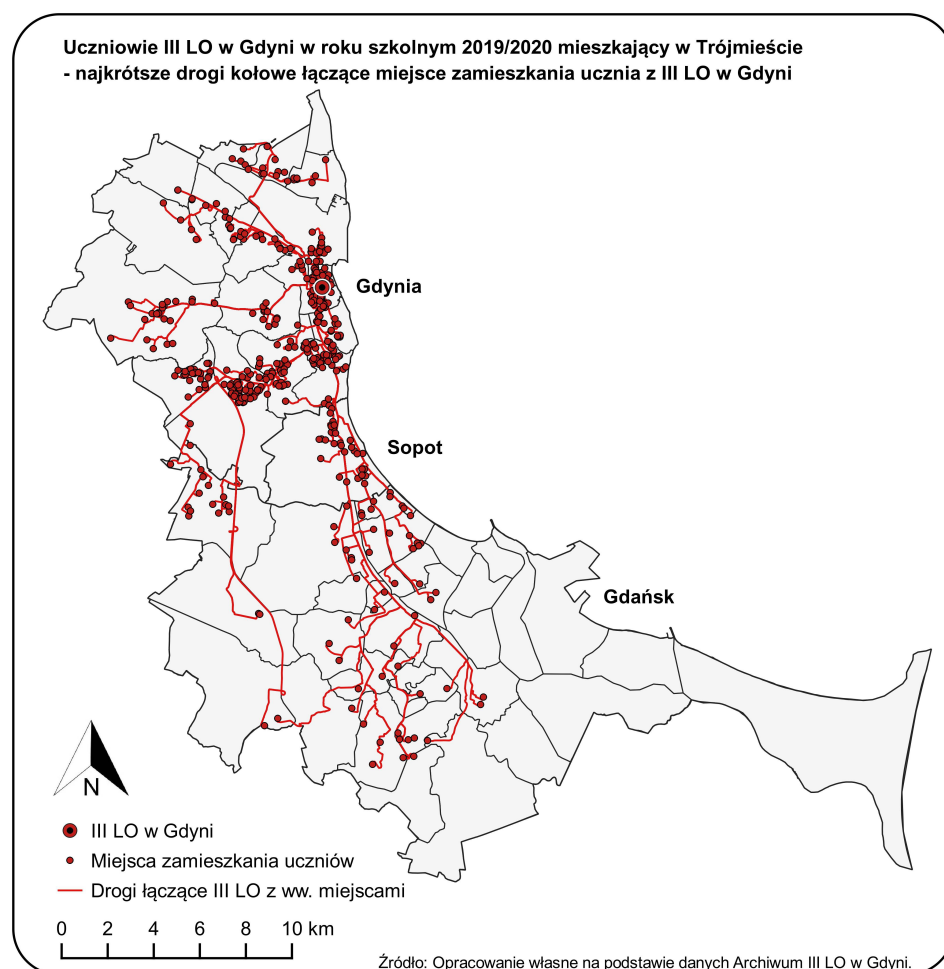 Uczniowie III LO w Gdyni w roku szkolnym 2019/2020 mieszkający w Trójmieście
- najkrótsze drogi kołowe łączące miejsce zamieszkania ucznia z III LO w Gdyni
Gdynia
Sopot
Gdańsk
N
III LO w Gdyni
Miejsca zamieszkania uczniów
Drogi łączące III LO z ww. miejscami
0 2 4 6 8 10 km
Źródło: Opracowanie własne na podstawie danych Archiwum III LO w Gdyni.